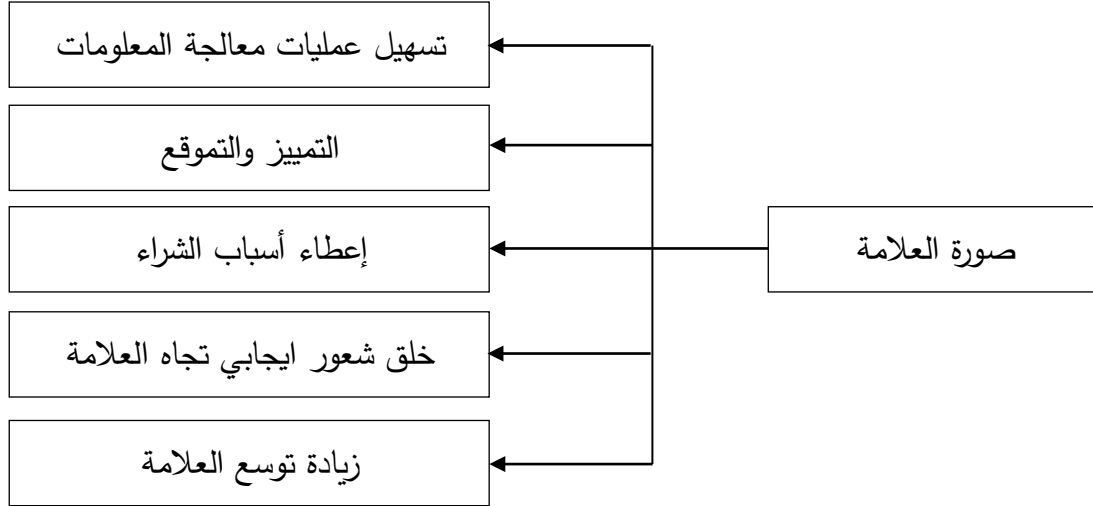 صورة العلامة
تسهيل عمليات معالجة المعلومات
التمييز والتموقع
إعطاء أسباب الشراء
خلق شعور ايجابي تجاه العلامة
زيادة توسع العلامة